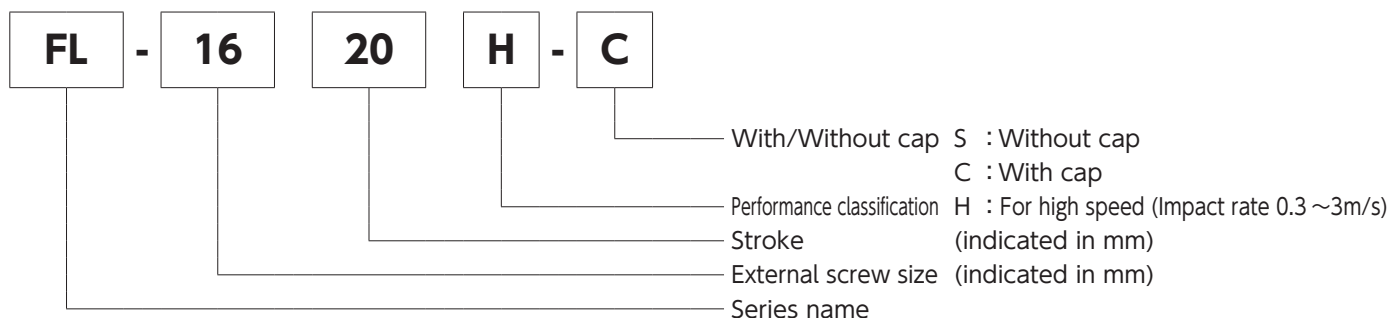 FL - 16 20 H - C
With/Without cap S : Without cap
C : With cap
Performance classification H : For high speed (Impact rate 0.3～3m/s)
Stroke (indicated in mm)
External screw size (indicated in mm)
Series name